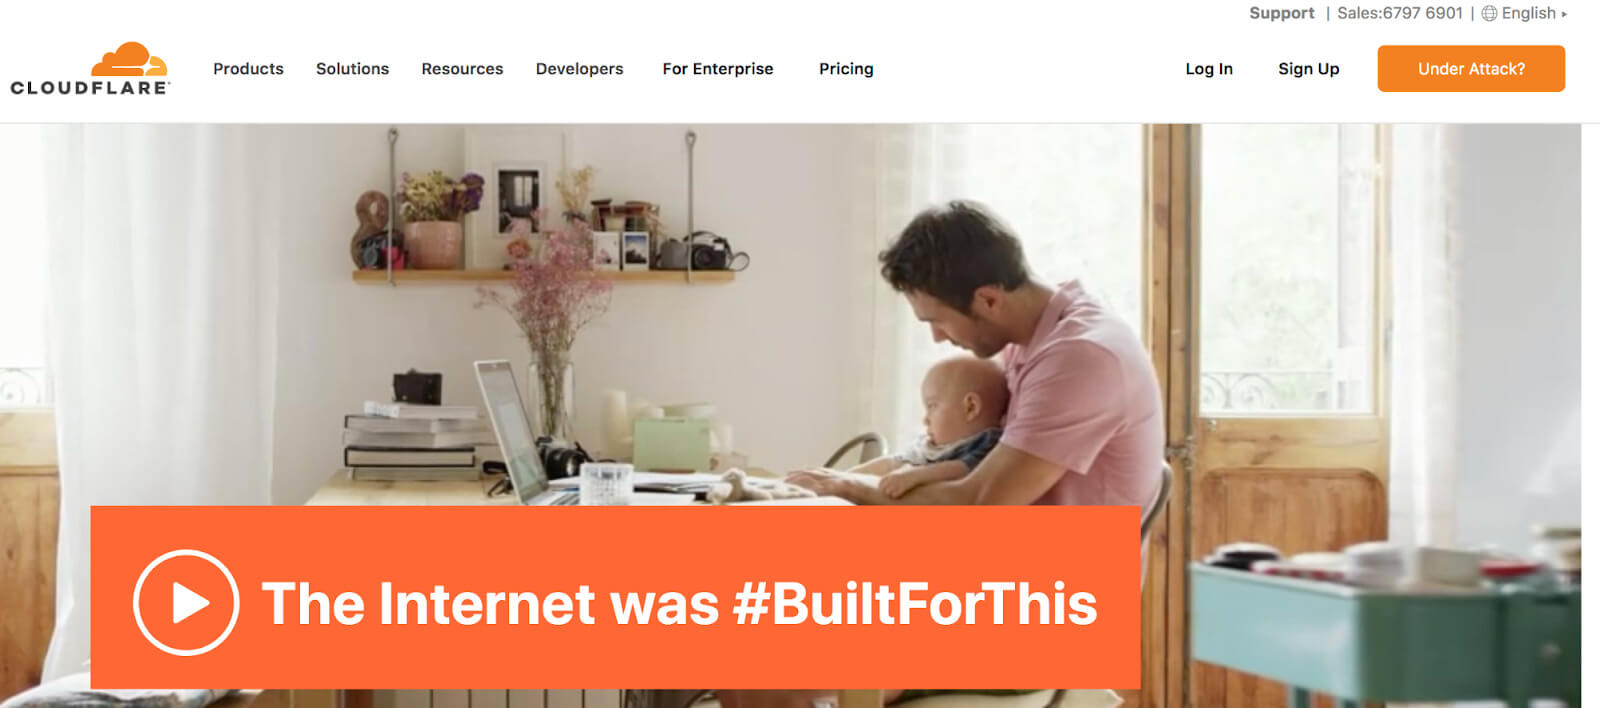 Support | Sales:6797 6901 | English ▸
CLOUDFLARE
Products Solutions Resources Developers For Enterprise Pricing Log In Sign Up Under Attack?
The Internet was #BuiltForThis